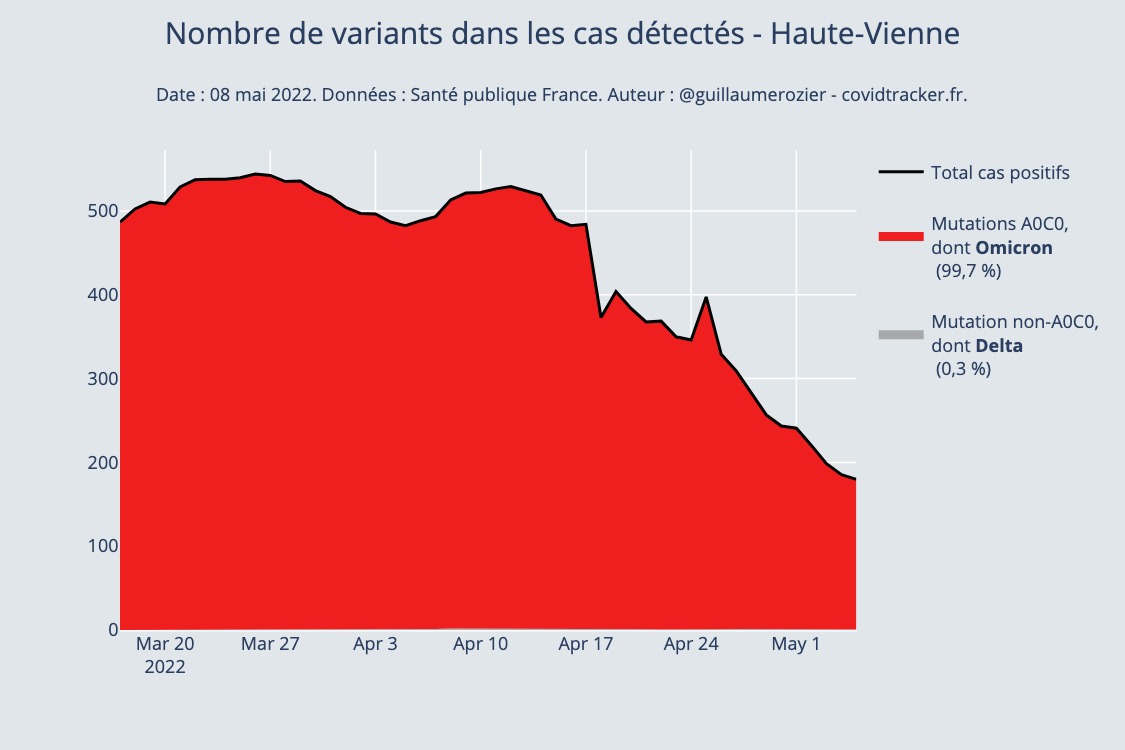 Nombre de variants dans les cas détectés - Haute-Vienne
Date : 08 mai 2022. Données : Santé publique France. Auteur : @guillaumerozier - covidtracker.fr.
Total cas positifs
Mutations A0C0,
dont Omicron
(99,7 %)
Mutation non-A0C0,
dont Delta
(0,3 %)
500
400
300
200
100
0
Mar 20
2022
Mar 27
Apr 3
Apr 10
Apr 17
Apr 24
May 1